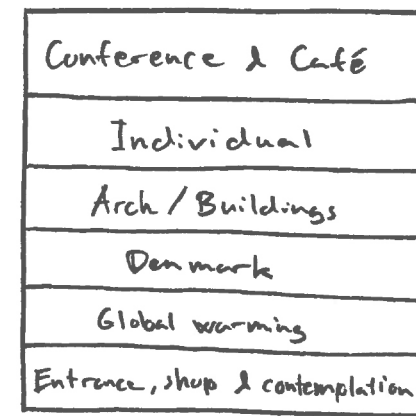 Conference & Café
Individual
Arch / Buildings
Denmark
Global warming
Entrance, shop & contemplation